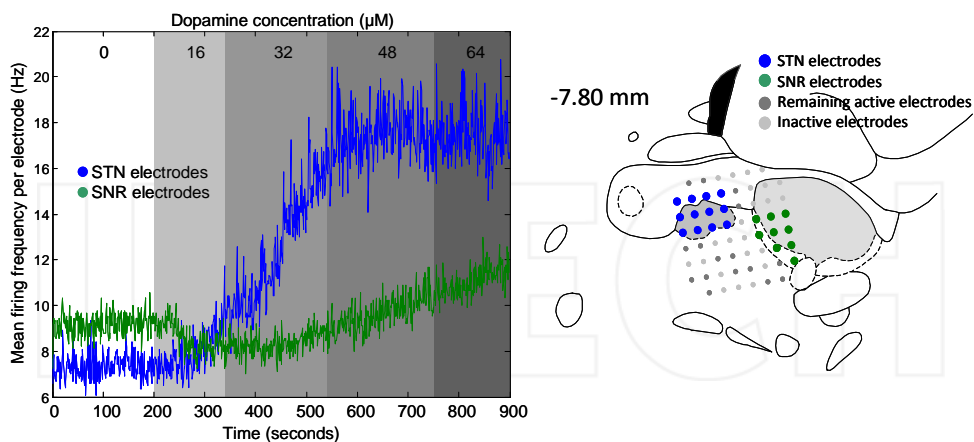 Dopamine concentration (µM)
0 16 32 48 64
22
20
18
16
14
12
10
8
6
Mean firing frequency per electrode (Hz)
STN electrodes
SNR electrodes
0 100 200 300 400 500 600 700 800 900
Time (seconds)
-7.80 mm
STN electrodes
SNR electrodes
Remaining active electrodes
Inactive electrodes